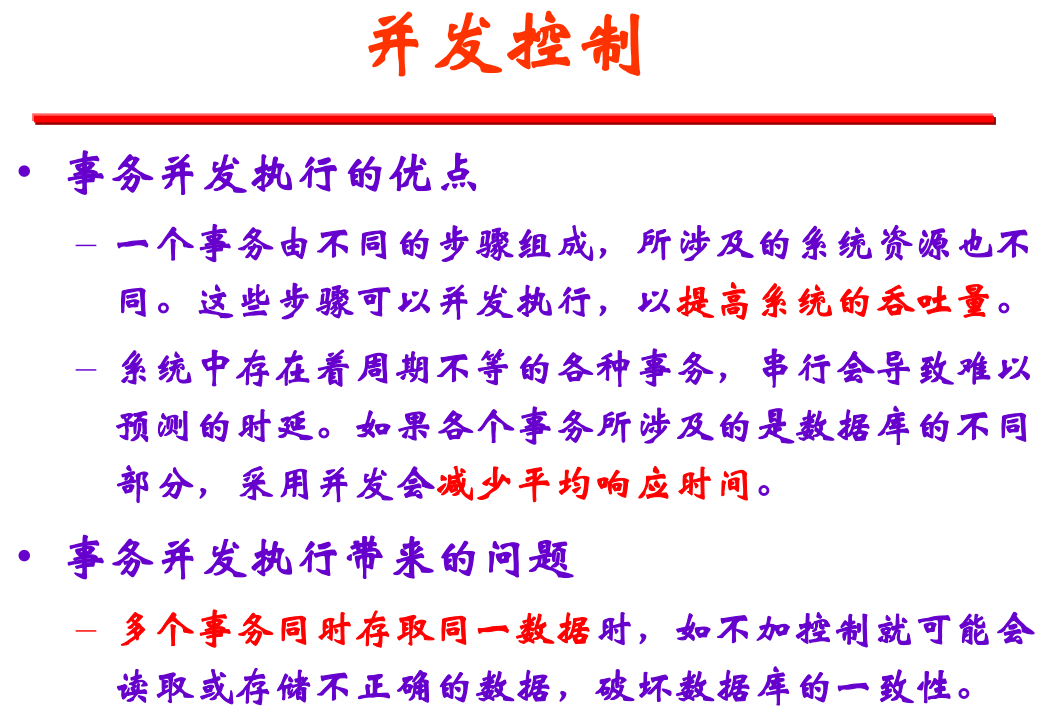 并发控制
• 事务并发执行的优点
– 一个事务由不同的步骤组成，所涉及的系统资源也不
同。这些步骤可以并发执行，以提高系统的吞吐量。
– 系统中存在着周期不等的各种事务，串行会导致难以
预测的时延。如果各个事务所涉及的是数据库的不同
部分，采用并发会减少平均响应时间。
• 事务并发执行带来的问题
– 多个事务同时存取同一数据时，如不加控制就可能会
读取或存储不正确的数据，破坏数据库的一致性。